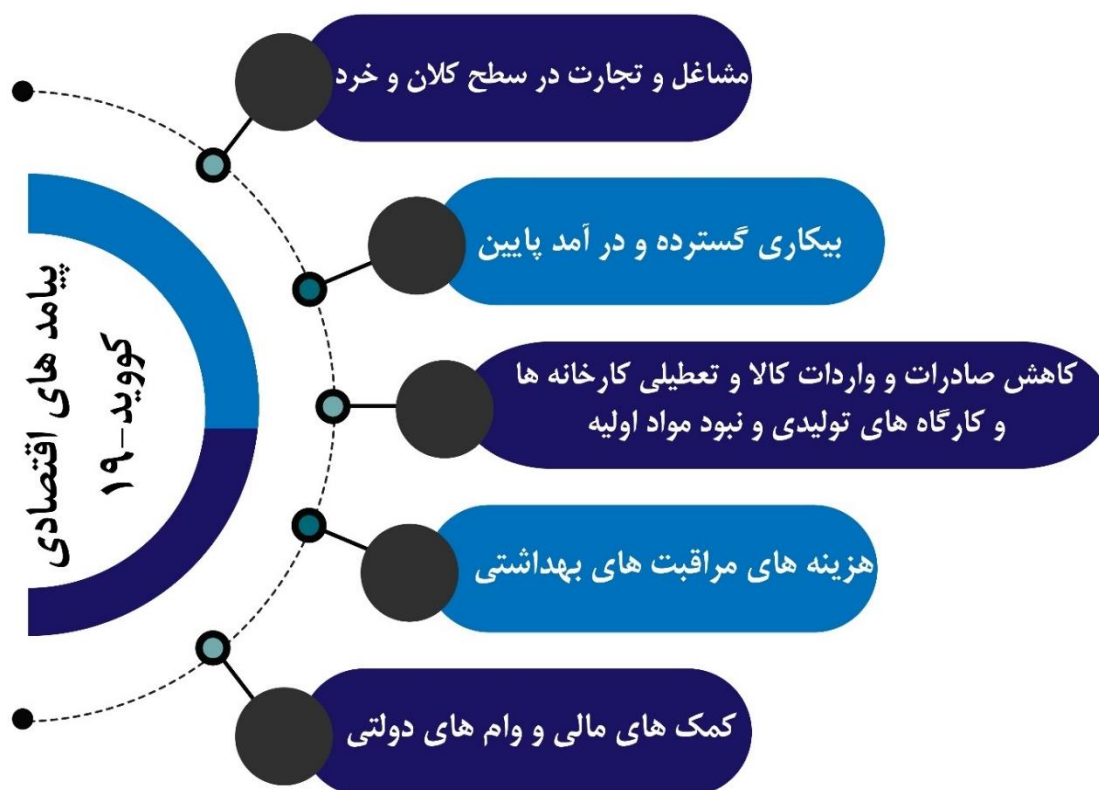 پیامد های اقتصادی
کووید-۱۹
مشاغل و تجارت در سطح کلان و خرد
بیکاری گسترده و در آمد پایین
کاهش صادرات و واردات کالا و تعطیلی کارخانه ها
و کارگاه های تولیدی و نبود مواد اولیه
هزینه های مراقبت های بهداشتی
کمک های مالی و وام های دولتی